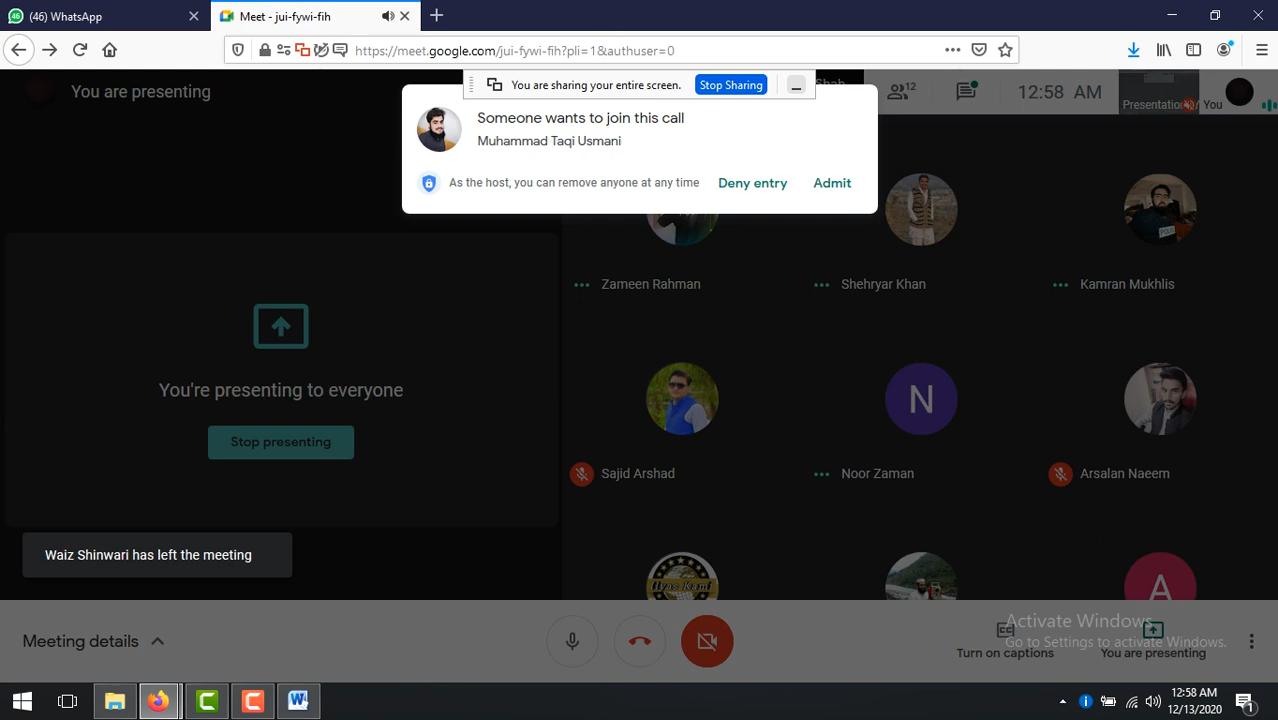 (46) WhatsApp
Meet - jui-fywi-fih
https://meet.google.com/jui-fywi-fih?pli=1&authuser=0
You are sharing your entire screen.
Stop Sharing
You are presenting
Shah
12
12:58 AM
Presentation
/ You
Someone wants to join this call
Muhammad Taqi Usmani
As the host, you can remove anyone at any time
Deny entry
Admit
Zameen Rahman
Shehryar Khan
Kamran Mukhlis
You're presenting to everyone
Stop presenting
N
Sajid Arshad
Noor Zaman
Arsalan Naeem
Waiz Shinwari has left the meeting
A
Meeting details
Turn on captions
You are presenting
Activate Windows
Go to Settings to activate Windows.
12:58 AM
12/13/2020
1